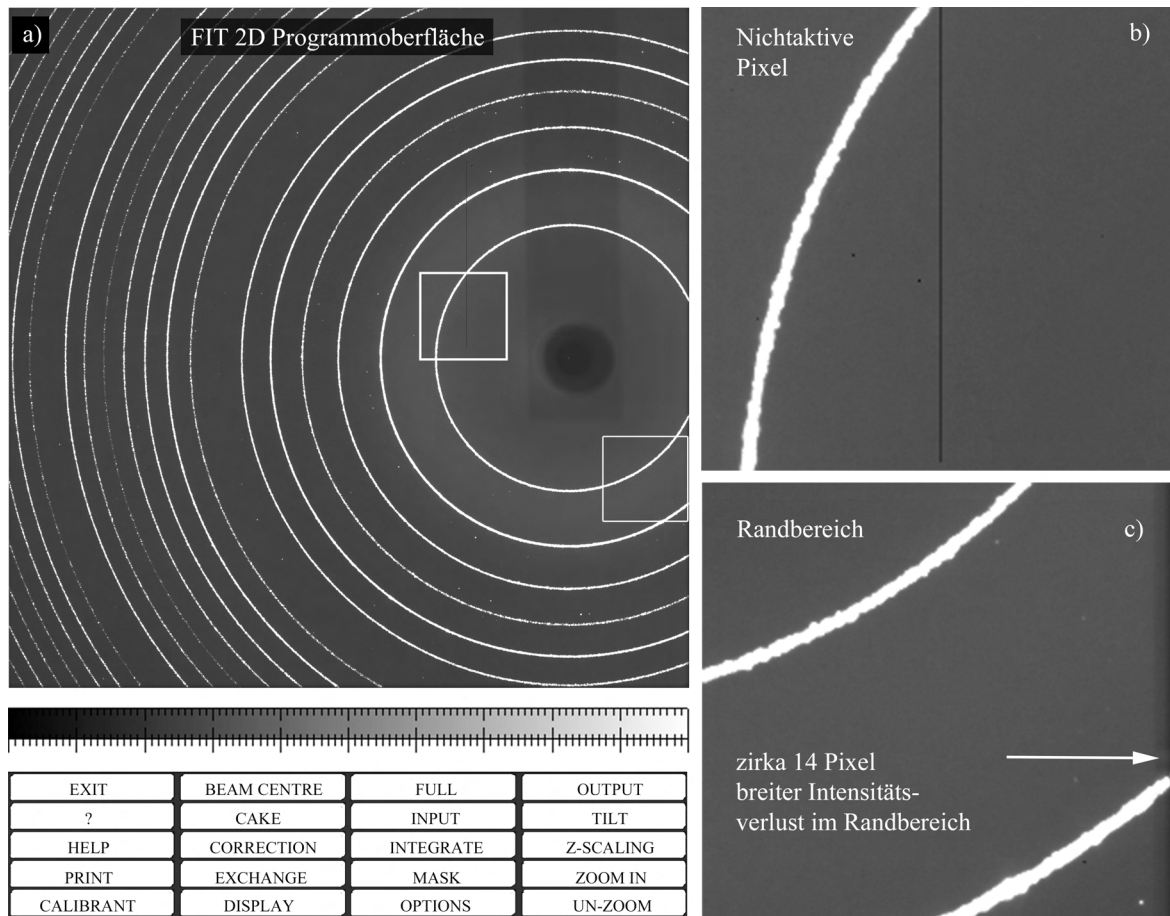 a)
FIT 2D Programmoberfläche
Nichtaktive
Pixel
b)
Randbereich
c)
zirka 14 Pixel
breiter Intensitäts-
verlust im Randbereich
EXIT BEAM CENTRE FULL OUTPUT
? CAKE INPUT TILT
HELP CORRECTION INTEGRATE Z-SCALING
PRINT EXCHANGE MASK ZOOM IN
CALIBRANT DISPLAY OPTIONS UN-ZOOM